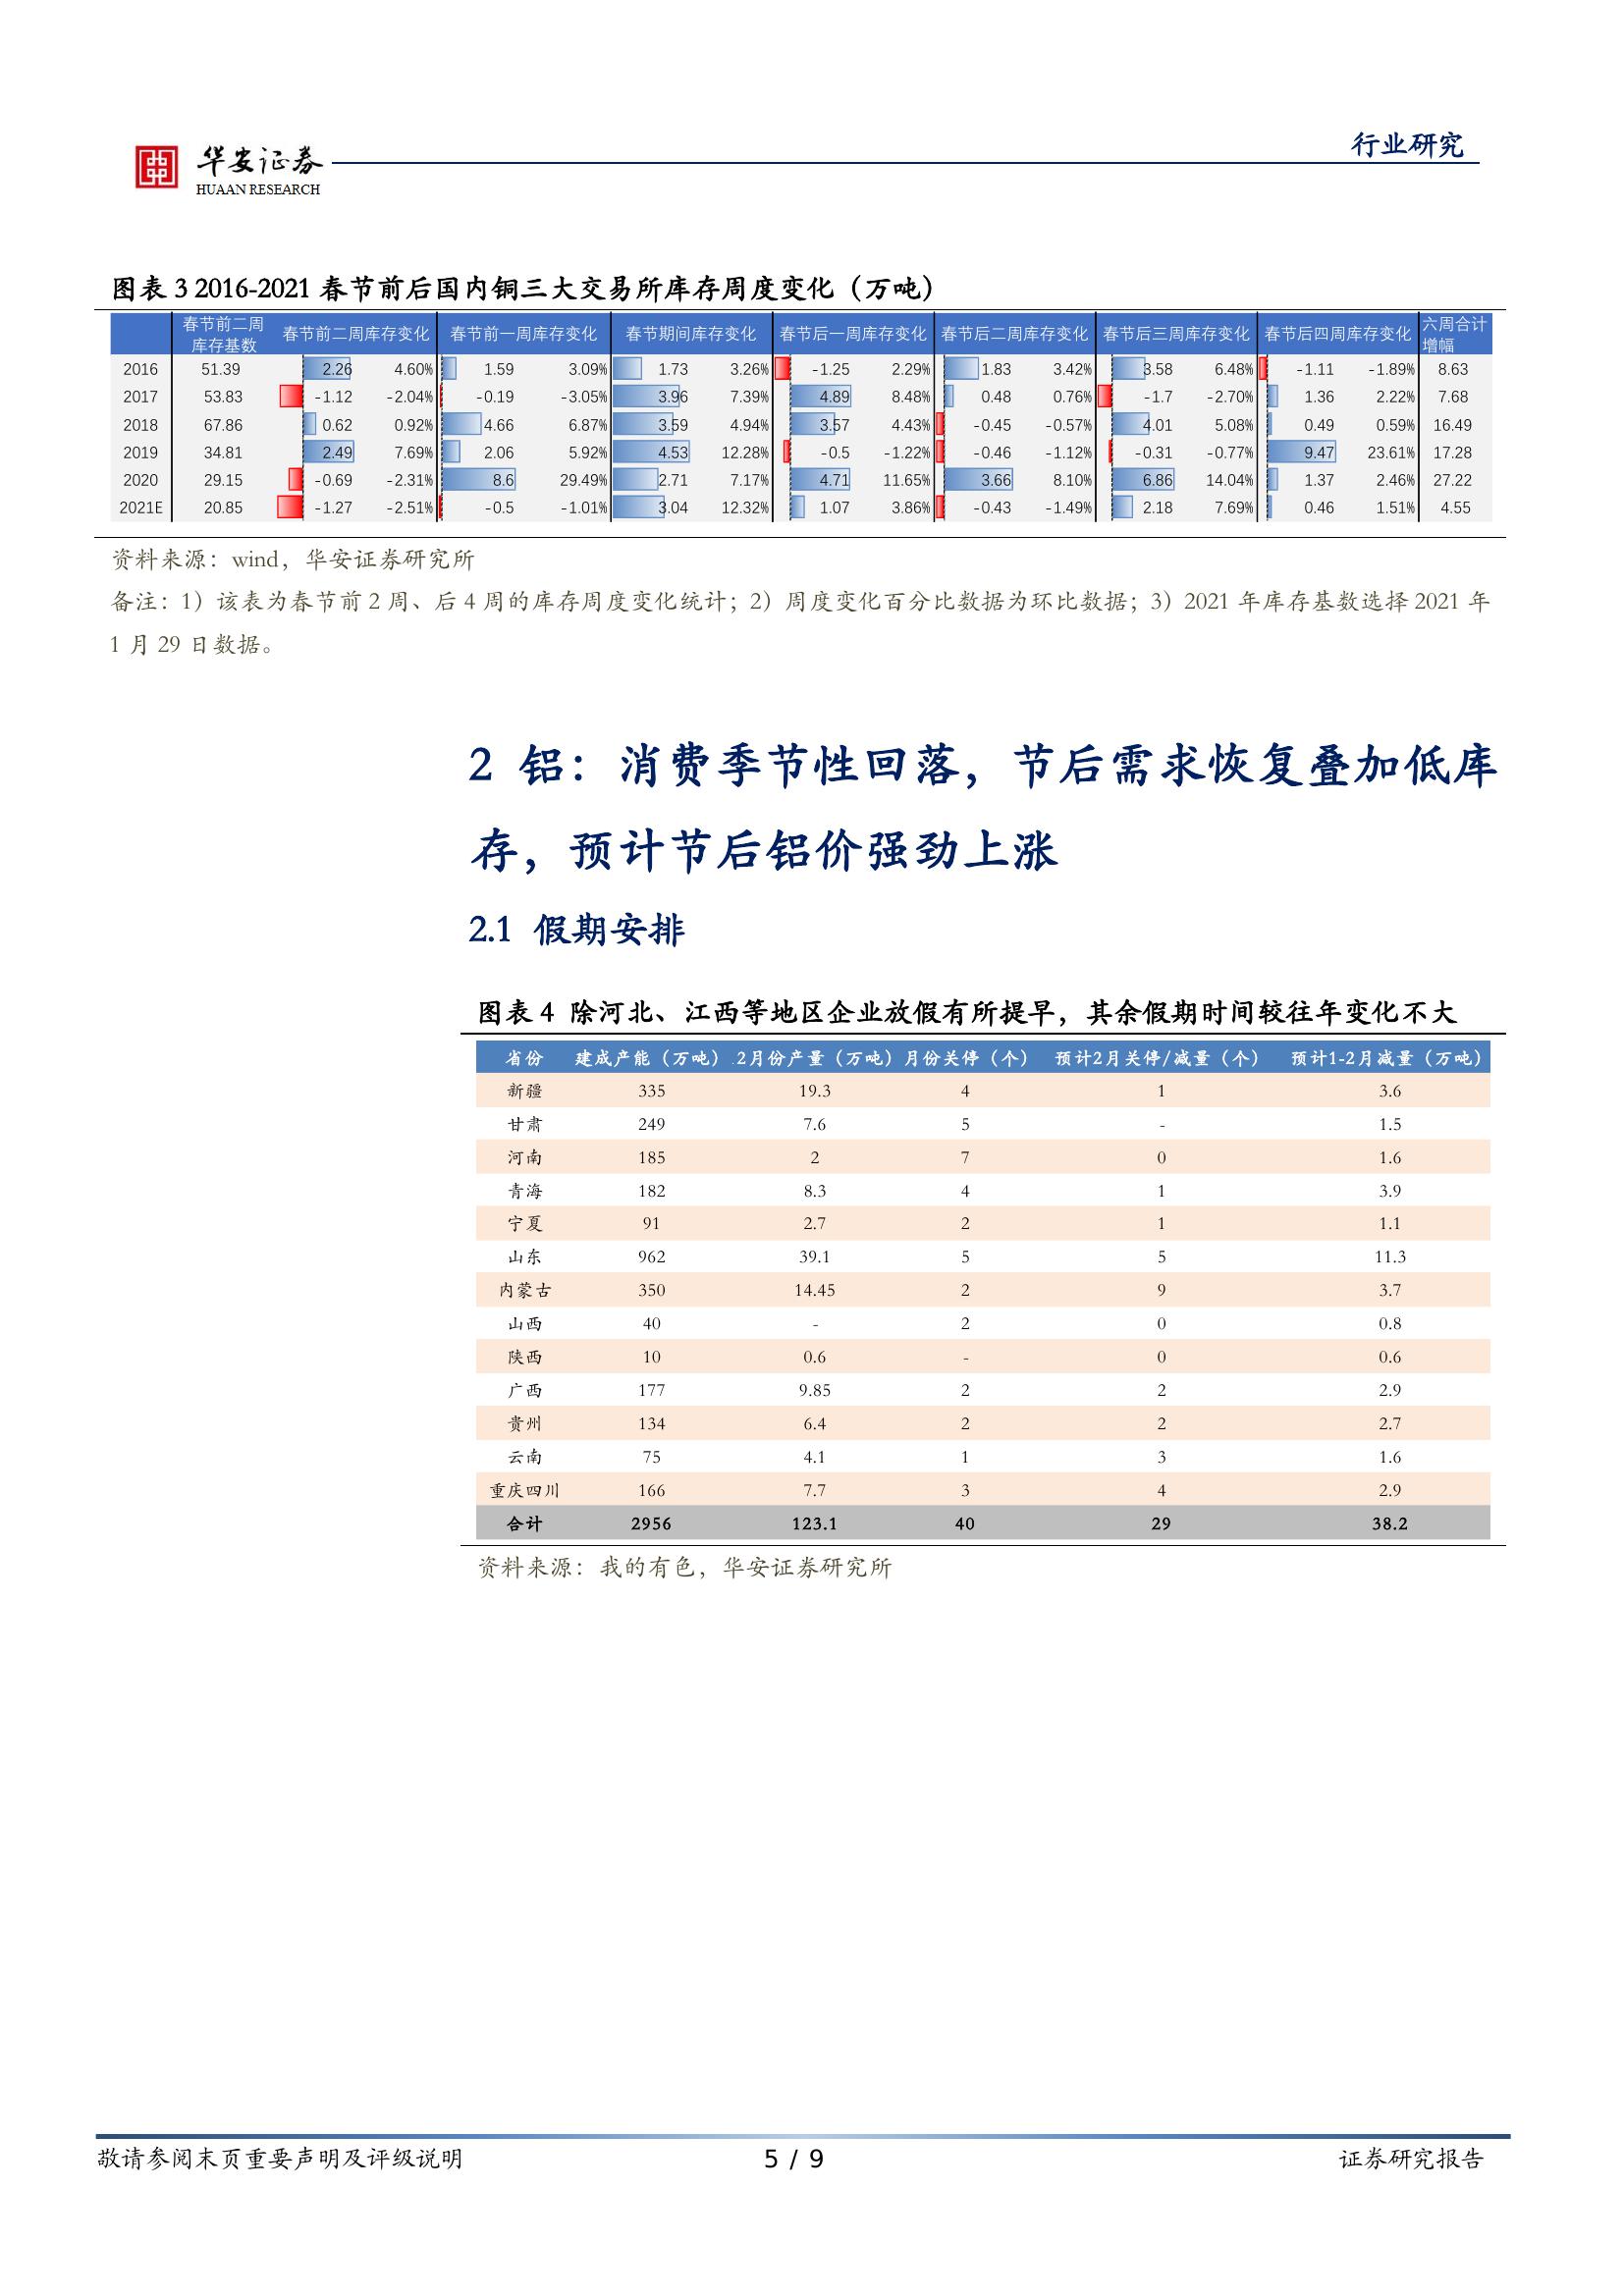 华安证券
HUAAN RESEARCH
行业研究
图表 3 2016-2021 春节前后国内铜三大交易所库存周度变化（万吨）
春节前二周库存基数 春节前二周库存变化 春节前一周库存变化 春节期间库存变化 春节后一周库存变化 春节后二周库存变化 春节后三周库存变化 春节后四周库存变化 六周合计增幅
2016 51.39 2.26 4.60% 1.59 3.09% 1.73 3.26% -1.25 2.29% 1.83 3.42% 3.58 6.48% -1.11 -1.89% 8.63
2017 53.83 -1.12 -2.04% -0.19 -3.05% 3.96 7.39% 4.89 8.48% 0.48 0.76% -1.7 -2.70% 1.36 2.22% 7.68
2018 67.86 0.62 0.92% 4.66 6.87% 3.59 4.94% 3.57 4.43% -0.45 -0.57% 4.01 5.08% 0.49 0.59% 16.49
2019 34.81 2.49 7.69% 2.06 5.92% 4.53 12.28% -0.5 -1.22% -0.46 -1.12% -0.31 -0.77% 9.47 23.61% 17.28
2020 29.15 -0.69 -2.31% 8.6 29.49% 2.71 7.17% 4.71 11.65% 3.66 8.10% 6.86 14.04% 1.37 2.46% 27.22
2021E 20.85 -1.27 -2.51% -0.5 -1.01% 3.04 12.32% 1.07 3.86% -0.43 -1.49% 2.18 7.69% 0.46 1.51% 4.55
资料来源：wind，华安证券研究所
备注：1）该表为春节前 2 周、后 4 周的库存周度变化统计；2）周度变化百分比数据为环比数据；3）2021 年库存基数选择 2021 年
1 月 29 日数据。
2 铝：消费季节性回落，节后需求恢复叠加低库
存，预计节后铝价强劲上涨
2.1 假期安排
图表 4 除河北、江西等地区企业放假有所提早，其余假期时间较往年变化不大
省份 建成产能（万吨） 2月份产量（万吨） 月份关停（个） 预计2月关停/减量（个） 预计1-2月减量（万吨）
新疆 335 19.3 4 1 3.6
甘肃 249 7.6 5 - 1.5
河南 185 2 7 0 1.6
青海 182 8.3 4 1 3.9
宁夏 91 2.7 2 1 1.1
山东 962 39.1 5 5 11.3
内蒙古 350 14.45 2 9 3.7
山西 40 - 2 0 0.8
陕西 10 0.6 - 0 0.6
广西 177 9.85 2 2 2.9
贵州 134 6.4 2 2 2.7
云南 75 4.1 1 3 1.6
重庆四川 166 7.7 3 4 2.9
合计 2956 123.1 40 29 38.2
资料来源：我的有色，华安证券研究所
敬请参阅末页重要声明及评级说明 5 / 9 证券研究报告